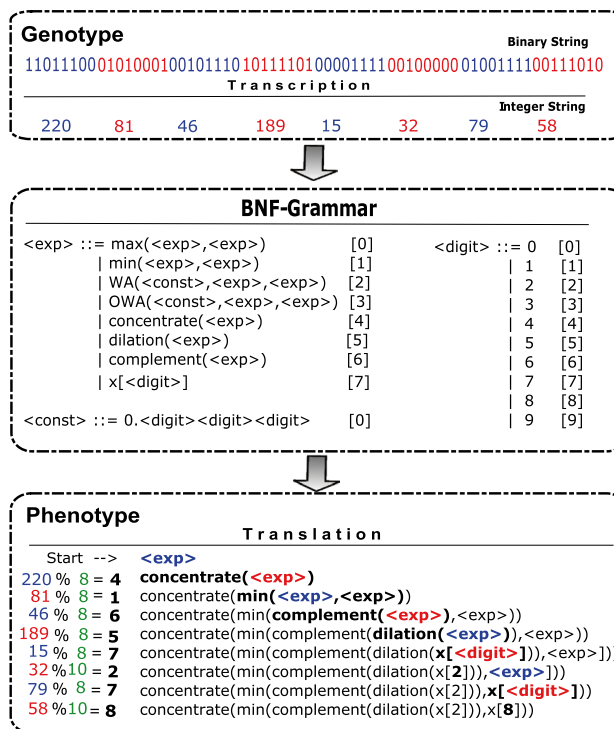 Genotype
Binary String
1101110001010001001011101011110100001111001000000100111100111010
Transcription
Integer String
220 81 46 189 15 32 79 58
BNF-Grammar
<exp> ::= max(<exp>,<exp>) [0] <digit> ::= 0 [0]
| min(<exp>,<exp>) [1] | 1 [1]
| WA(<const>,<exp>,<exp>) [2] | 2 [2]
| OWA(<const>,<exp>,<exp>) [3] | 3 [3]
| concentrate(<exp>) [4] | 4 [4]
| dilation(<exp>) [5] | 5 [5]
| complement(<exp>) [6] | 6 [6]
| x[<digit>] [7] | 7 [7]
| 8 [8]
<const> ::= 0.<digit><digit><digit> [0] | 9 [9]
Phenotype
Translation
Start --> <exp>
220 % 8 = 4 concentrate(<exp>)
81 % 8 = 1 concentrate(min(<exp>,<exp>))
46 % 8 = 6 concentrate(min(complement(<exp>),<exp>))
189 % 8 = 5 concentrate(min(complement(dilation(<exp>)),<exp>))
15 % 8 = 7 concentrate(min(complement(dilation(x[<digit>])),<exp>]))
32 %10 = 2 concentrate(min(complement(dilation(x[2])),<exp>]))
79 % 8 = 7 concentrate(min(complement(dilation(x[2])),x[<digit>]))
58 %10 = 8 concentrate(min(complement(dilation(x[2])),x[8]))